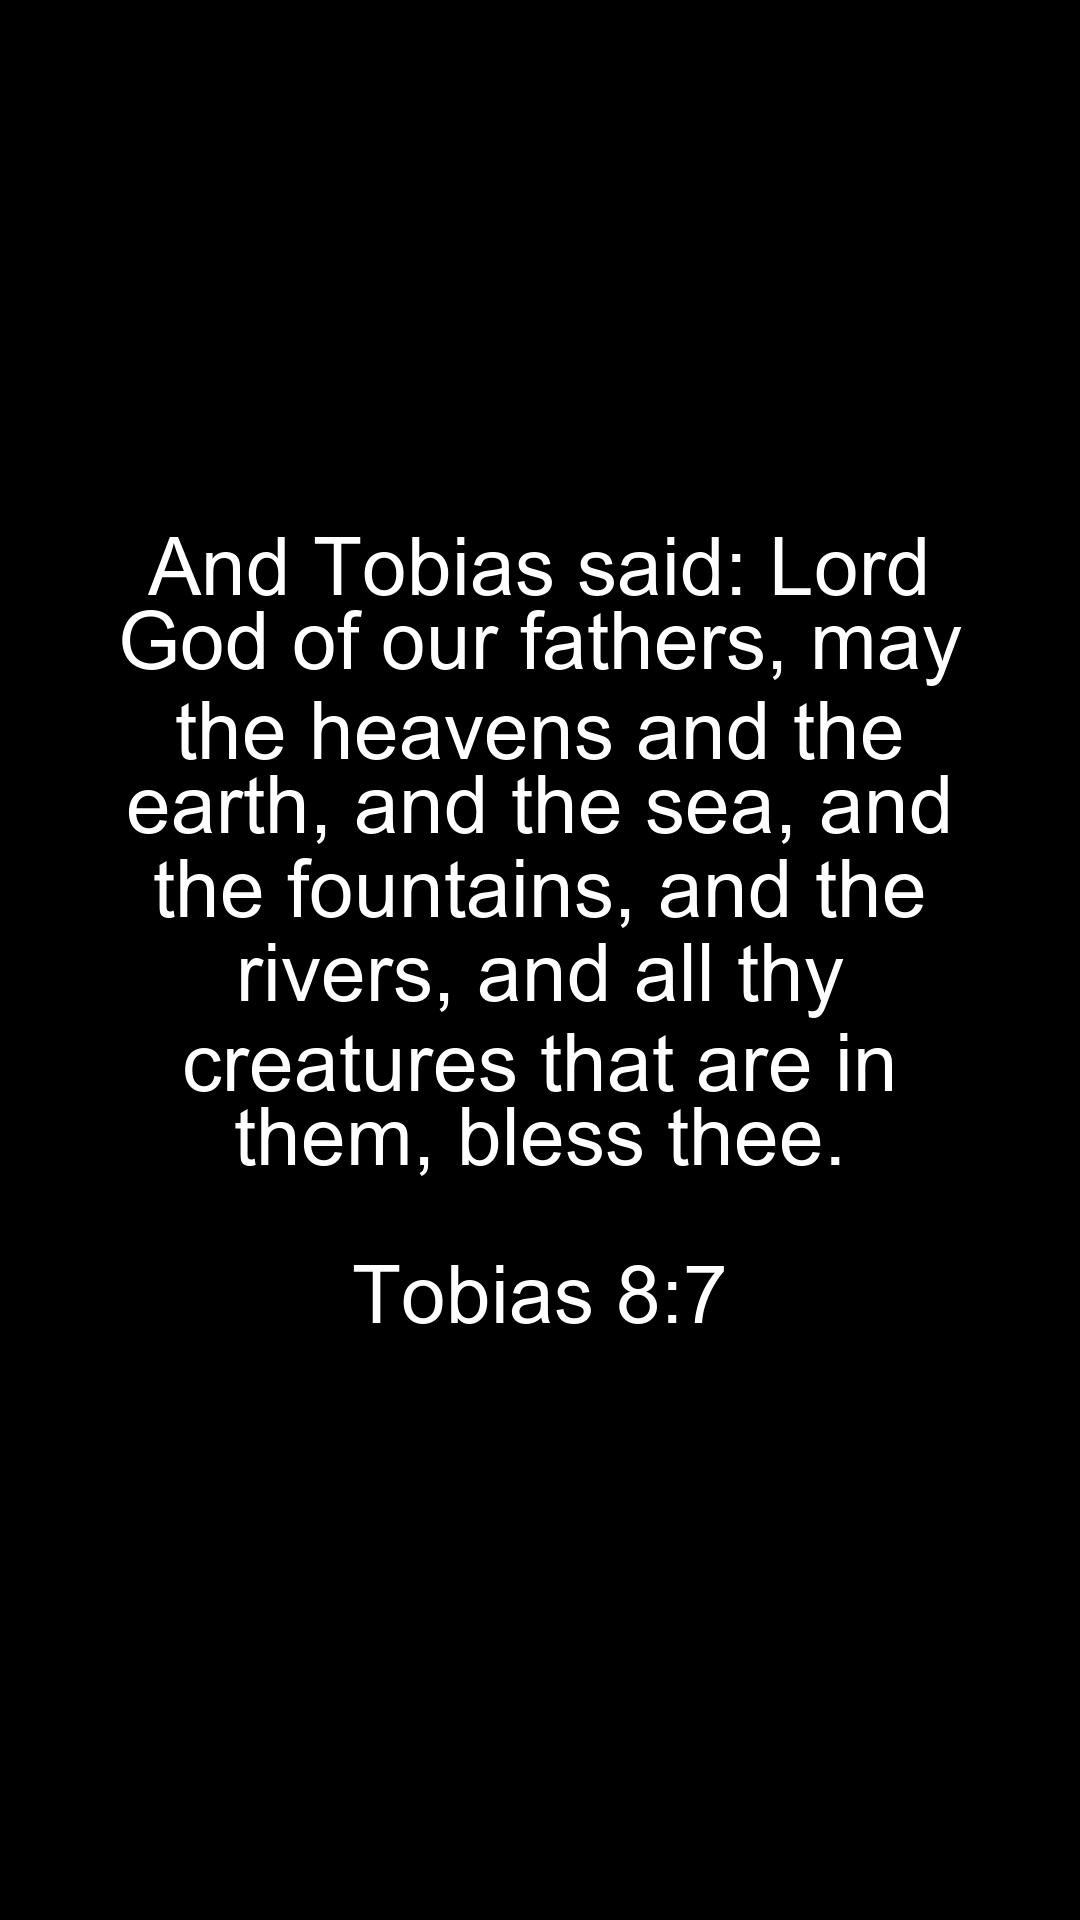 And Tobias said: Lord
God of our fathers, may
the heavens and the
earth, and the sea, and
the fountains, and the
rivers, and all thy
creatures that are in
them, bless thee.
Tobias 8:7